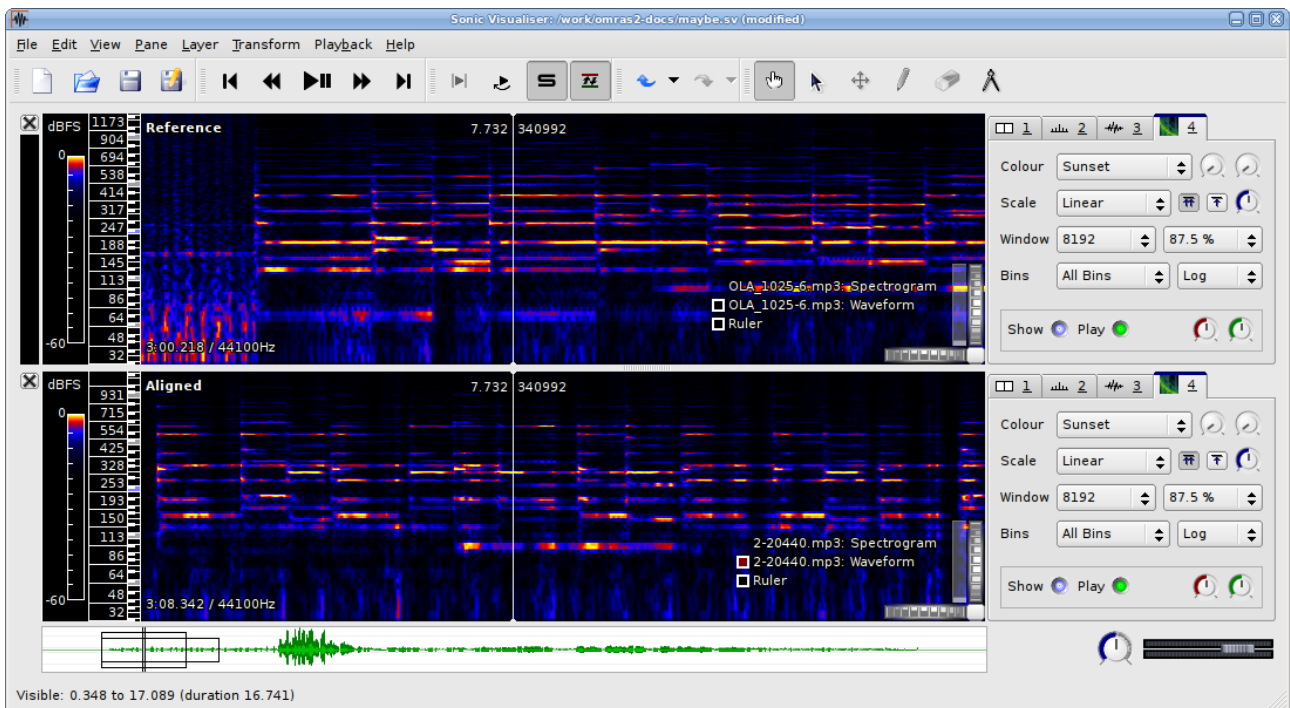 Sonic Visualiser: /work/omras2-docs/maybe.sv (modified)
File Edit View Pane Layer Transform Playback Help
dBFS
0
-60
1173
904
694
538
414
317
247
188
145
113
86
64
48
32
Reference
7.732 340992
OLA_1025-6.mp3: Spectrogram
OLA_1025-6.mp3: Waveform
Ruler
3:00.218 / 44100Hz
1 2 3 4
Colour Sunset
Scale Linear
Window 8192 87.5 %
Bins All Bins Log
Show Play
dBFS
0
-60
931
715
554
425
328
253
193
150
113
86
64
48
32
Aligned
7.732 340992
2-20440.mp3: Spectrogram
2-20440.mp3: Waveform
Ruler
3:08.342 / 44100Hz
1 2 3 4
Colour Sunset
Scale Linear
Window 8192 87.5 %
Bins All Bins Log
Show Play
Visible: 0.348 to 17.089 (duration 16.741)